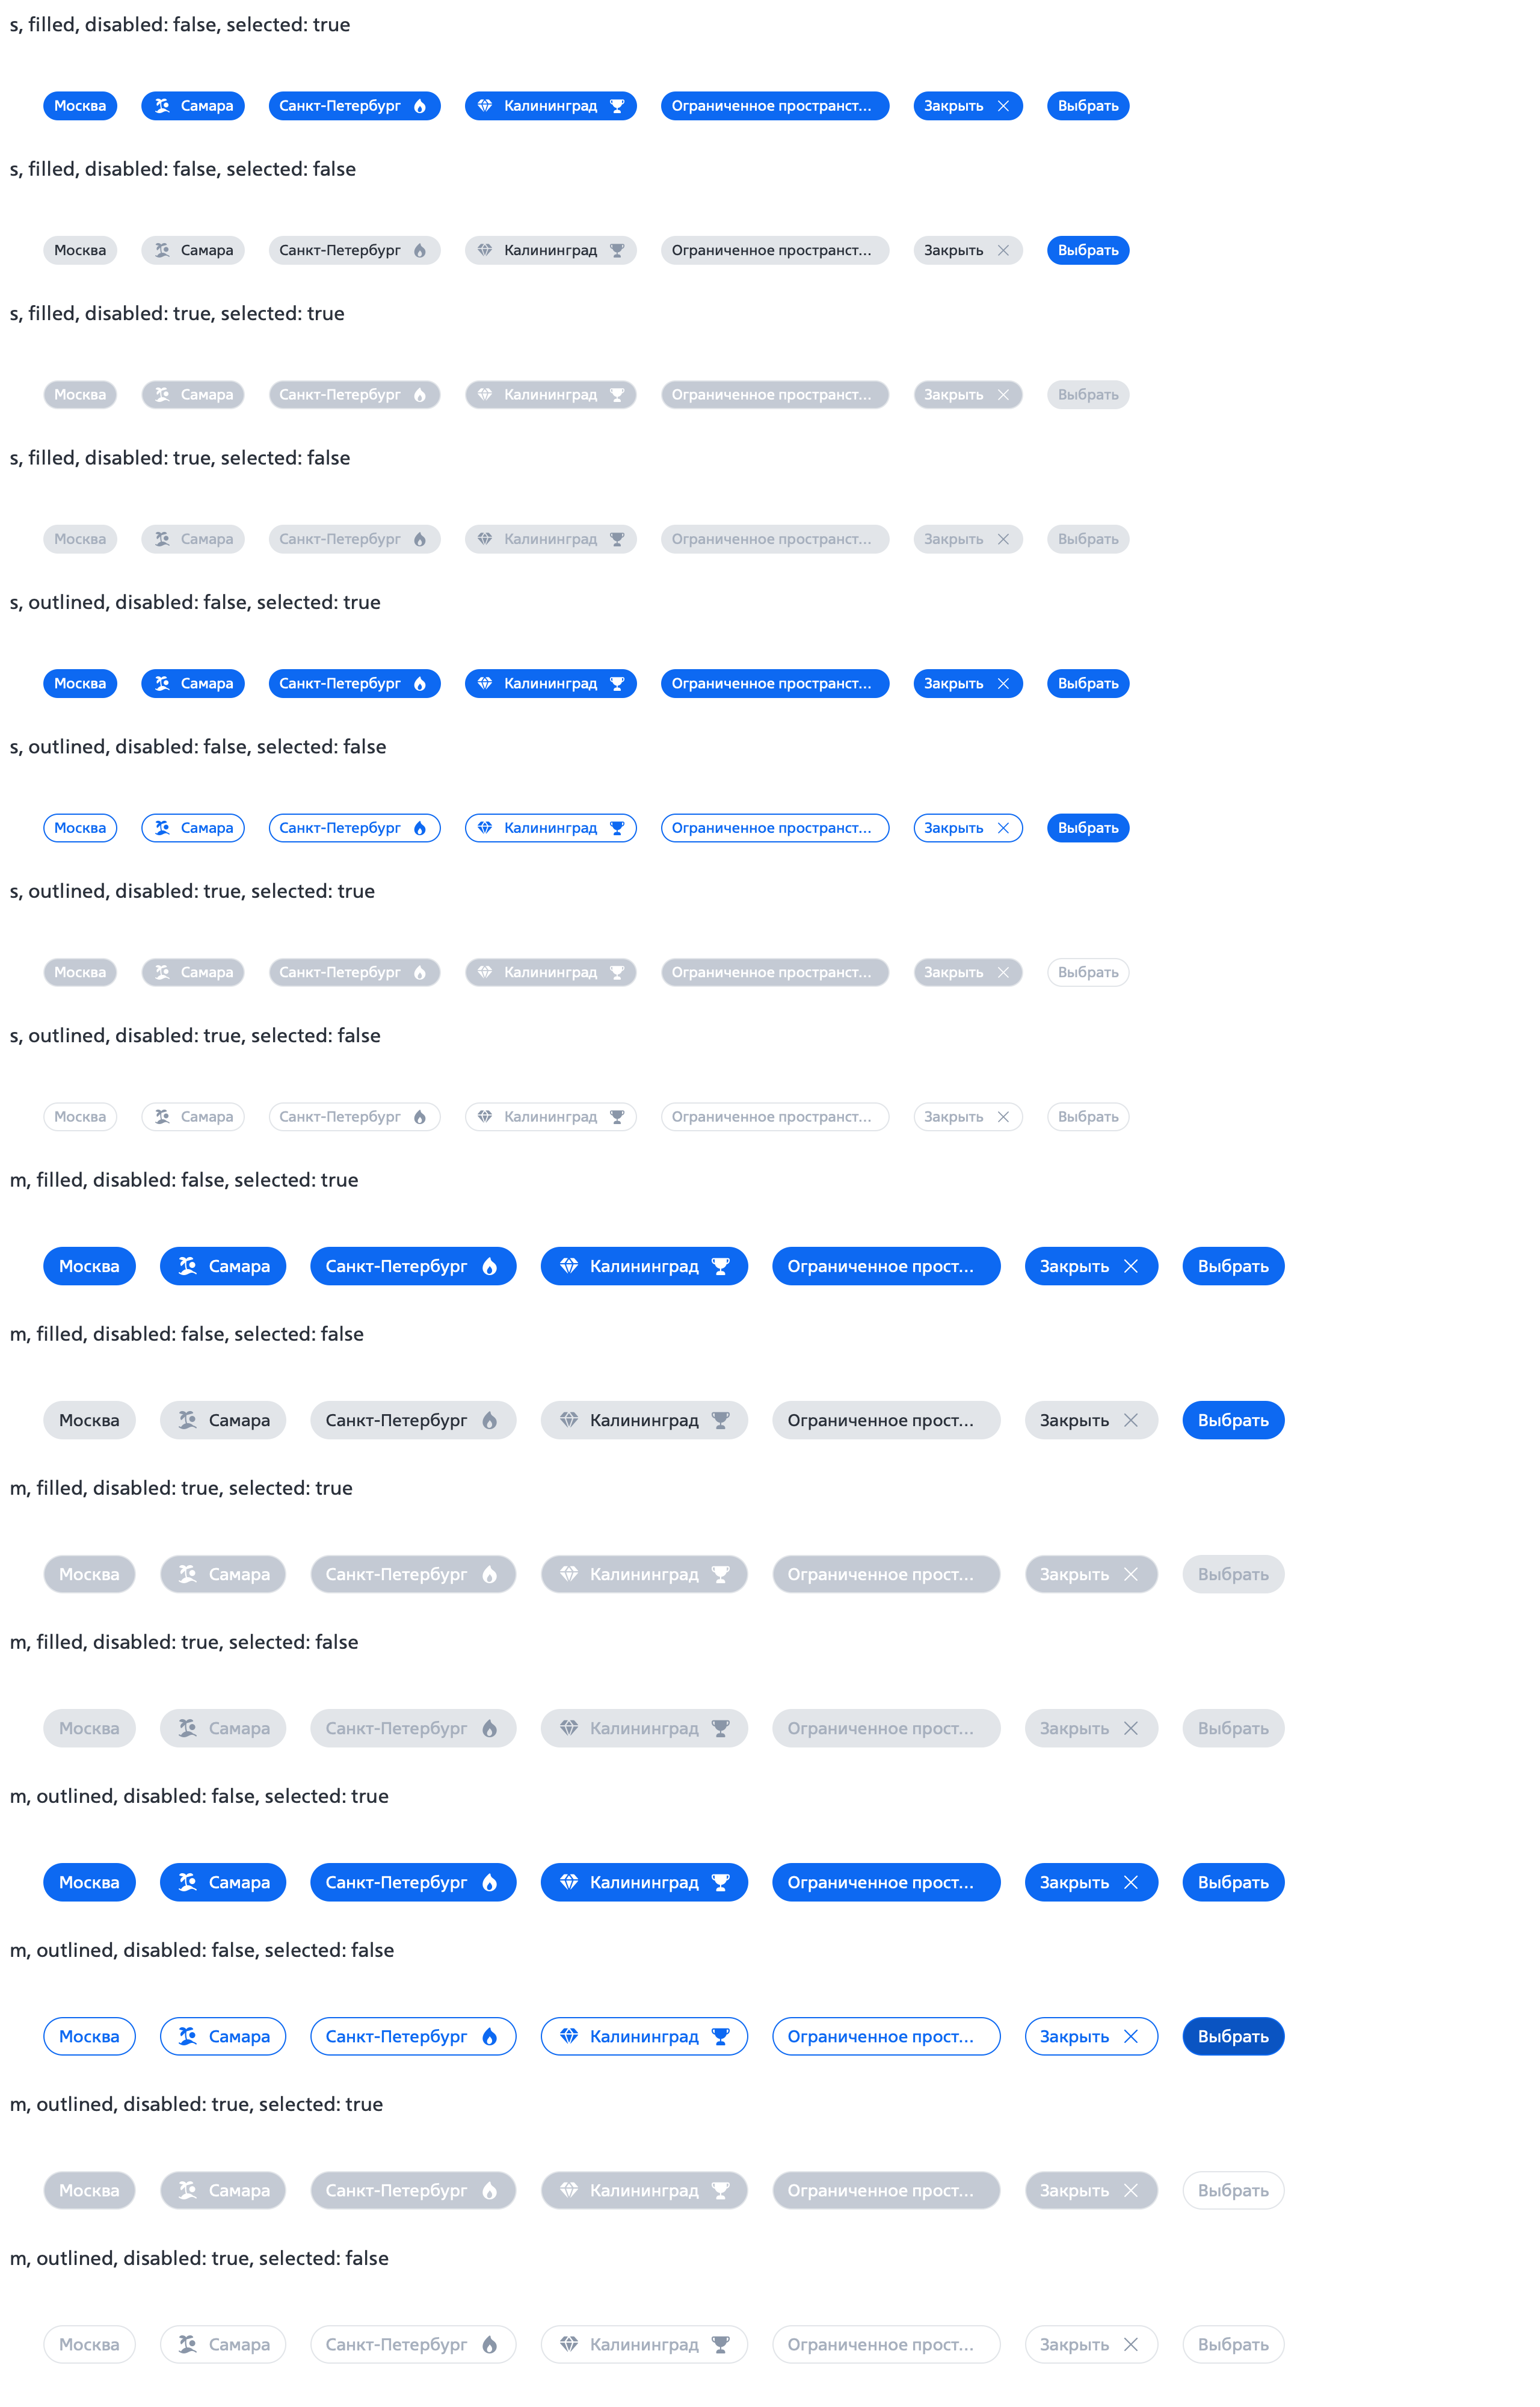 s, filled, disabled: false, selected: true
Москва Самара Санкт-Петербург Калининград Ограниченное пространст... Закрыть Выбрать
s, filled, disabled: false, selected: false
Москва Самара Санкт-Петербург Калининград Ограниченное пространст... Закрыть Выбрать
s, filled, disabled: true, selected: true
Москва Самара Санкт-Петербург Калининград Ограниченное пространст... Закрыть Выбрать
s, filled, disabled: true, selected: false
Москва Самара Санкт-Петербург Калининград Ограниченное пространст... Закрыть Выбрать
s, outlined, disabled: false, selected: true
Москва Самара Санкт-Петербург Калининград Ограниченное пространст... Закрыть Выбрать
s, outlined, disabled: false, selected: false
Москва Самара Санкт-Петербург Калининград Ограниченное пространст... Закрыть Выбрать
s, outlined, disabled: true, selected: true
Москва Самара Санкт-Петербург Калининград Ограниченное пространст... Закрыть Выбрать
s, outlined, disabled: true, selected: false
Москва Самара Санкт-Петербург Калининград Ограниченное пространст... Закрыть Выбрать
m, filled, disabled: false, selected: true
Москва Самара Санкт-Петербург Калининград Ограниченное прост... Закрыть Выбрать
m, filled, disabled: false, selected: false
Москва Самара Санкт-Петербург Калининград Ограниченное прост... Закрыть Выбрать
m, filled, disabled: true, selected: true
Москва Самара Санкт-Петербург Калининград Ограниченное прост... Закрыть Выбрать
m, filled, disabled: true, selected: false
Москва Самара Санкт-Петербург Калининград Ограниченное прост... Закрыть Выбрать
m, outlined, disabled: false, selected: true
Москва Самара Санкт-Петербург Калининград Ограниченное прост... Закрыть Выбрать
m, outlined, disabled: false, selected: false
Москва Самара Санкт-Петербург Калининград Ограниченное прост... Закрыть Выбрать
m, outlined, disabled: true, selected: true
Москва Самара Санкт-Петербург Калининград Ограниченное прост... Закрыть Выбрать
m, outlined, disabled: true, selected: false
Москва Самара Санкт-Петербург Калининград Ограниченное прост... Закрыть Выбрать